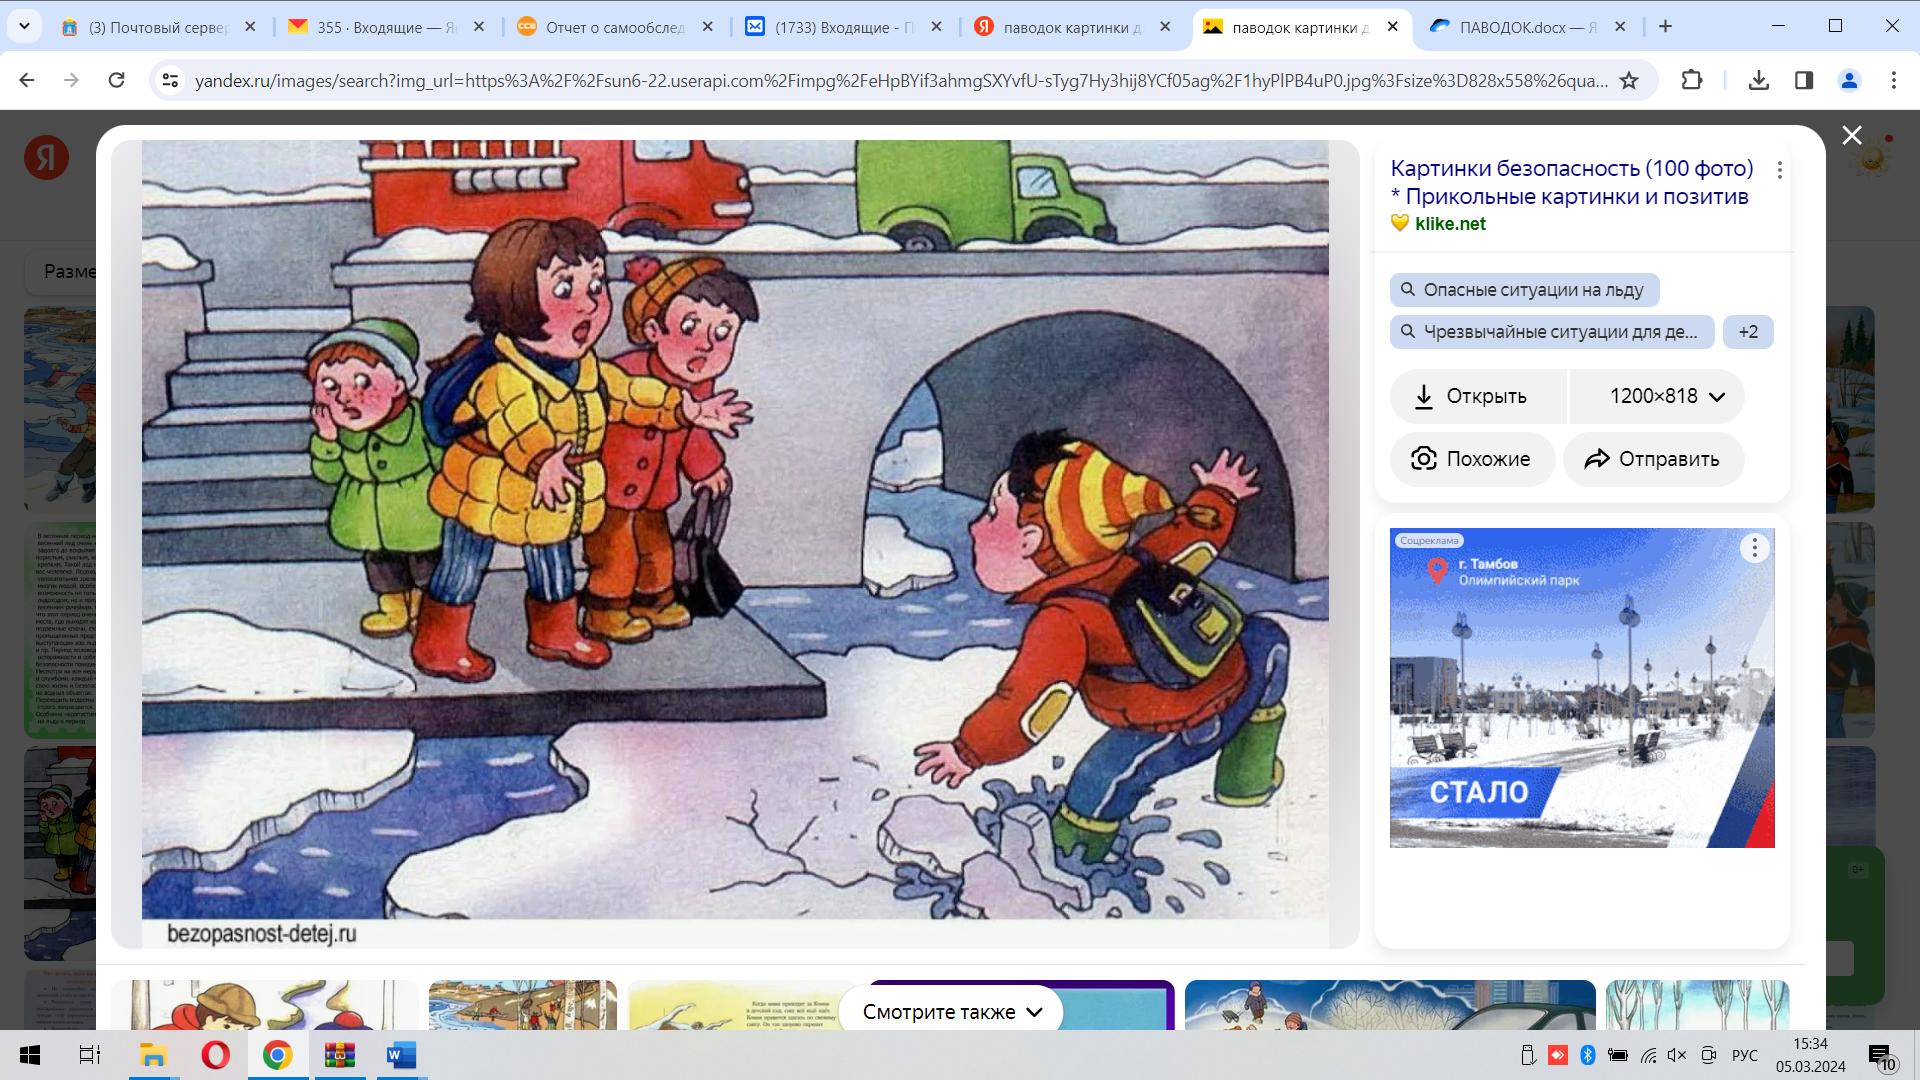 (3) Почтовый сервер
355 · Входящие — Я
Отчет о самообслед
(1733) Входящие - П
паводок картинки д
паводок картинки д
ПАВОДОК.docx — Я
yandex.ru/images/search?img_url=https%3A%2F%2Fsun6-22.userapi.com%2Fimpg%2FeHpBYif3ahmgSXYvfU-sTyg7Hy3hij8YCf05ag%2F1hyPlPB4uP0.jpg%3Fsize%3D828x558%26qua...
Я
Разме
bezopasnost-detej.ru
Картинки безопасность (100 фото)
* Прикольные картинки и позитив
klike.net
Опасные ситуации на льду
Чрезвычайные ситуации для де...
+2
Открыть
1200×818
Похожие
Отправить
Соцреклама
г. Тамбов
Олимпийский парк
СТАЛО
0+
Смотрите также
РУС
15:34
05.03.2024
10